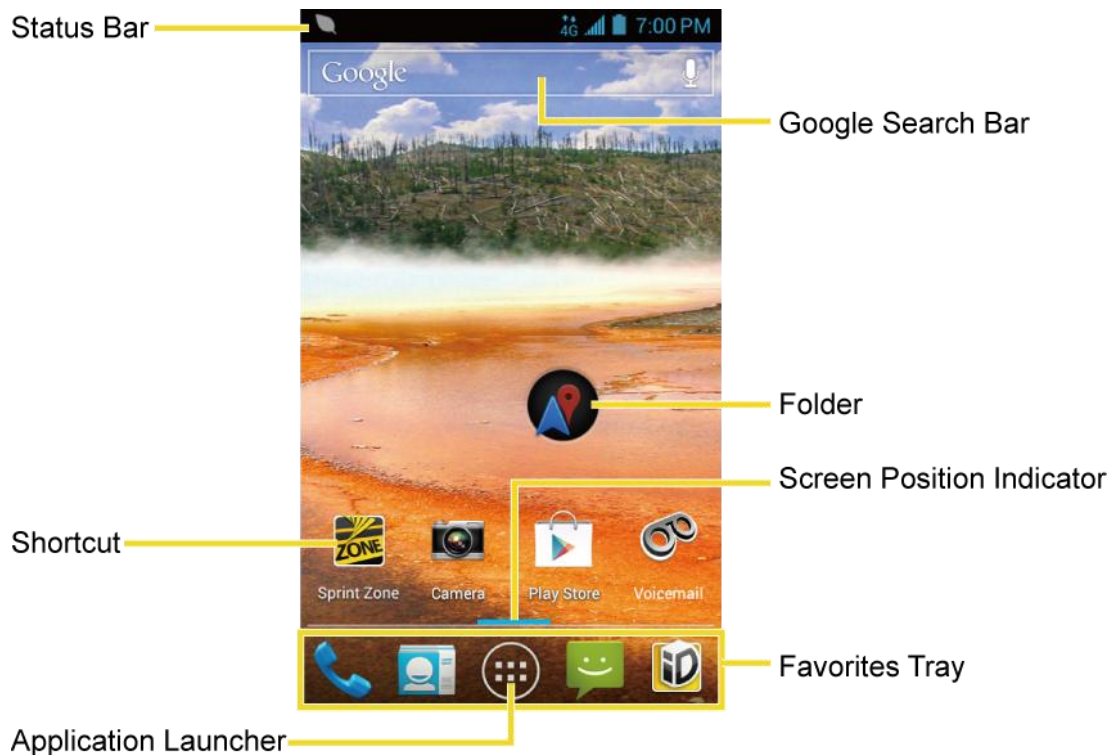 Status Bar
4G 7:00 PM
Google
Google Search Bar
Folder
Screen Position Indicator
Shortcut
ZONE
Sprint Zone
Camera
Play Store
Voicemail
iD
Favorites Tray
Application Launcher